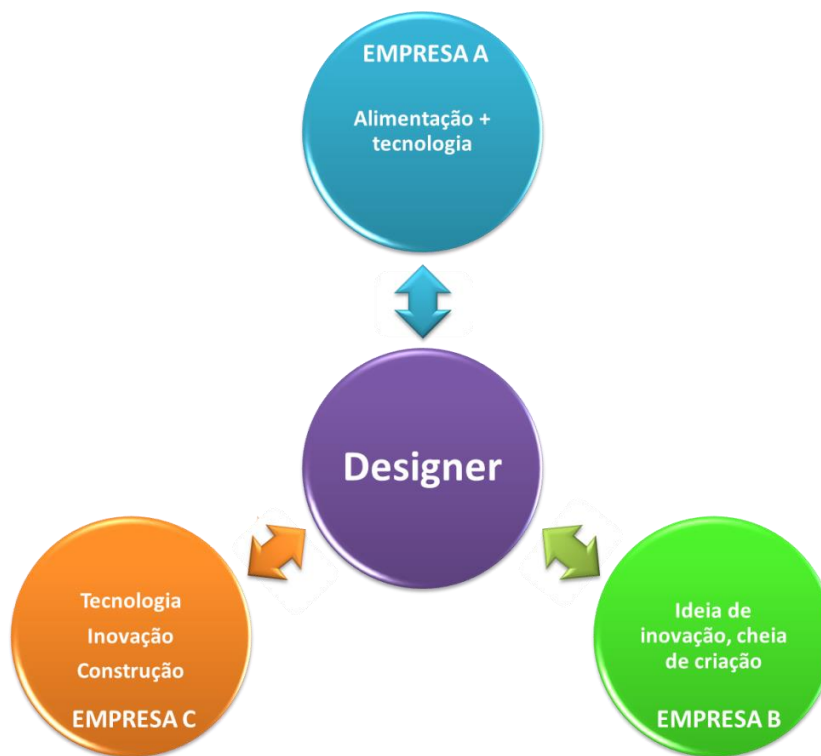 EMPRESA A
Alimentação +
tecnologia
Designer
Tecnologia
Inovação
Construção
EMPRESA C
Ideia de
inovação, cheia
de criação
EMPRESA B